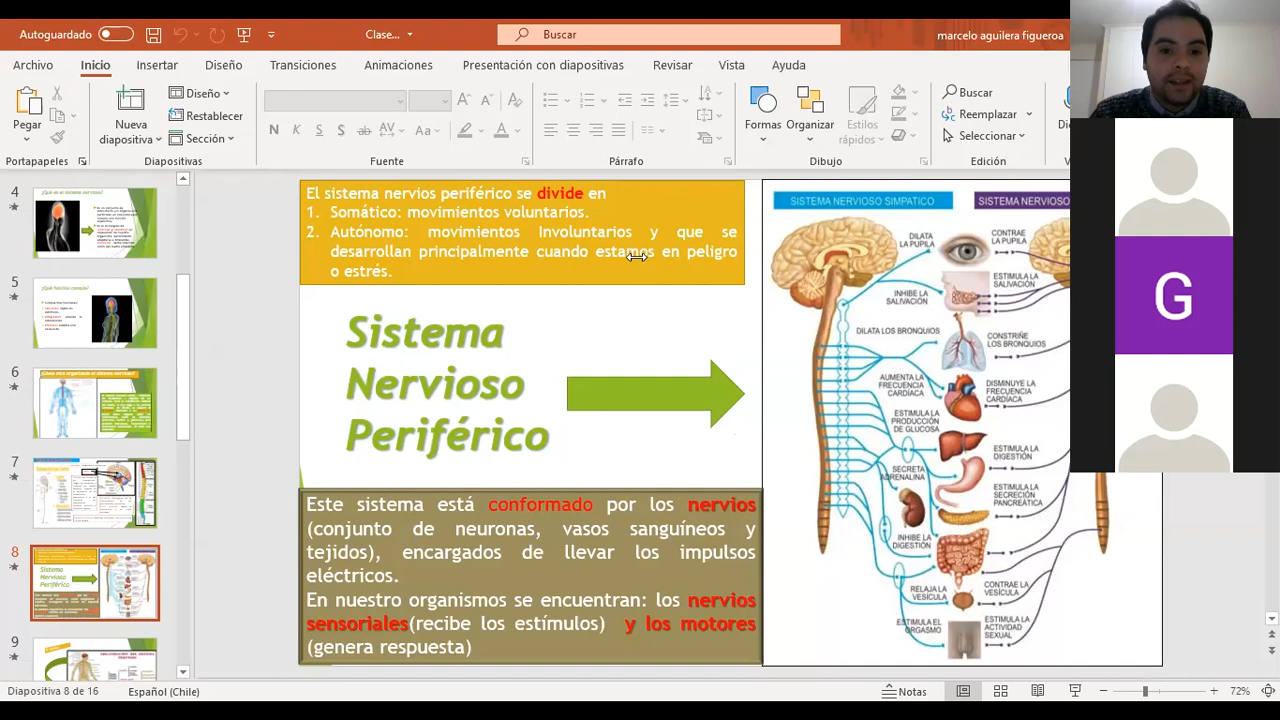 Autoguardado
Clase...
Buscar
marcelo aguilera figueroa
Archivo
Inicio
Insertar
Diseño
Transiciones
Animaciones
Presentación con diapositivas
Revisar
Vista
Ayuda
Pegar
Nueva
diapositiva
Diseño
Restablecer
Sección
Formas
Organizar
Estilos
rápidos
Buscar
Reemplazar
Seleccionar
Portapapeles
Diapositivas
Fuente
Párrafo
Dibujo
Edición
4
5
6
7
8
9
El sistema nervios periférico se divide en
1. Somático: movimientos voluntarios.
2. Autónomo: movimientos Involuntarios y que se
desarrollan principalmente cuando estamos en peligro
o estrés.
Sistema
Nervioso
Periférico
Este sistema está conformado por los nervios
(conjunto de neuronas, vasos sanguíneos y
tejidos), encargados de llevar los impulsos
eléctricos.
En nuestro organismos se encuentran: los nervios
sensoriales(recibe los estímulos) y los motores
(genera respuesta)
SISTEMA NERVIOSO SIMPATICO
SISTEMA NERVIOSO
DILATA
LA PUPILA
CONTRAE
LA PUPILA
INHIBE LA
SALIVACIÓN
ESTIMULA LA
SALIVACIÓN
DILATA LOS BRONQUIOS
CONSTRIÑE
LOS BRONQUIOS
AUMENTA LA
FRECUENCIA
CARDÍACA
DISMINUYE LA
FRECUENCIA
CARDÍACA
ESTIMULA LA
PRODUCCIÓN
DE GLUCOSA
ESTIMULA LA
DIGESTIÓN
SECRETA
ADRENALINA
ESTIMULA LA
SECRECIÓN
PANCREÁTICA
INHIBE LA
DIGESTIÓN
RELAJA LA
VESÍCULA
CONTRAE LA
VESÍCULA
ESTIMULA EL
ORGASMO
ESTIMULA LA
ACTIVIDAD
SEXUAL
G
Diapositiva 8 de 16
Español (Chile)
Notas
72%